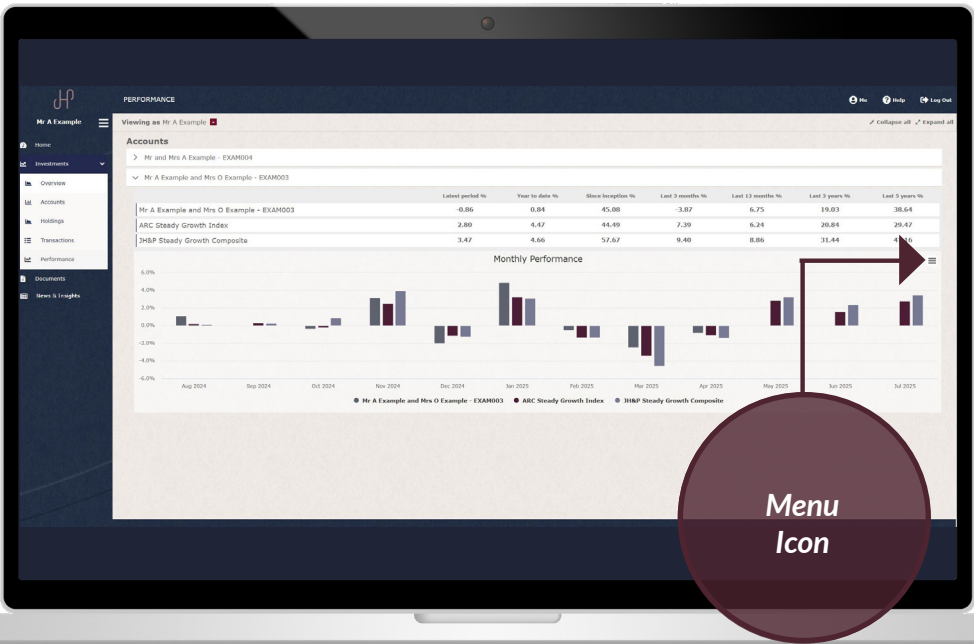 PERFORMANCE
Me Help Log Out
Mr A Example
Viewing as Mr A Example
Collapse all Expand all
Home
Investments
Overview
Accounts
Holdings
Transactions
Performance
Documents
News & Insights
Accounts
Mr and Mrs A Example - EXAM004
Mr A Example and Mrs O Example - EXAM003
Latest period % Year to date % Since inception % Last 3 months % Last 12 months % Last 3 years % Last 5 years %
Mr A Example and Mrs O Example - EXAM003 -0.86 0.84 45.08 -3.87 6.75 19.03 38.64
ARC Steady Growth Index 2.80 4.47 44.49 7.39 6.24 20.84 29.47
JH&P Steady Growth Composite 3.47 4.66 57.67 9.40 8.86 31.44
Monthly Performance
6.0%
4.0%
2.0%
0.0%
-2.0%
-4.0%
-6.0%
Aug 2024 Sep 2024 Oct 2024 Nov 2024 Dec 2024 Jan 2025 Feb 2025 Mar 2025 Apr 2025 May 2025 Jun 2025 Jul 2025
Mr A Example and Mrs O Example - EXAM003 ARC Steady Growth Index JH&P Steady Growth Composite
Menu
Icon